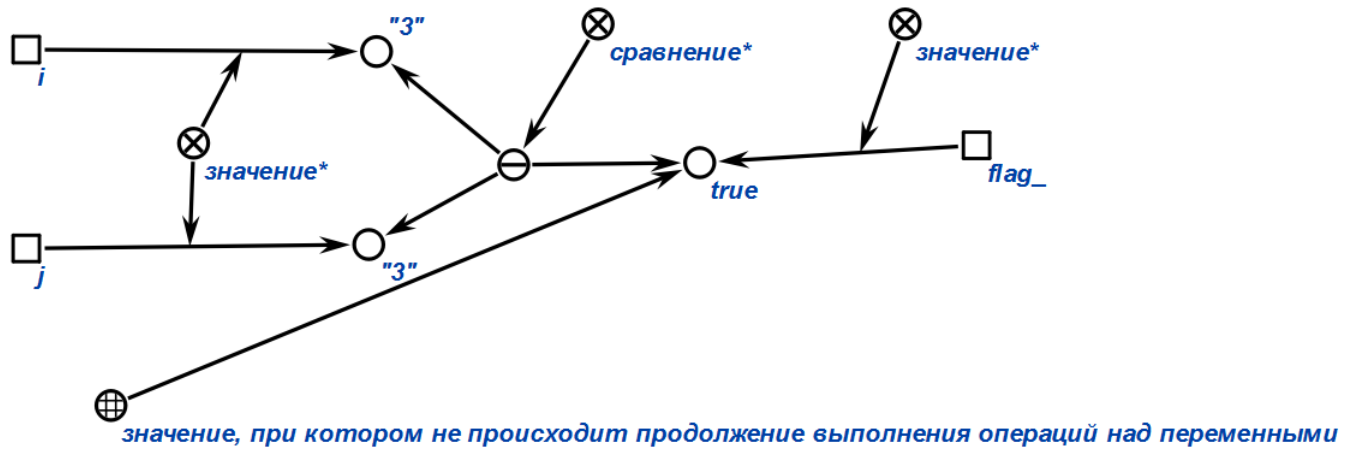 "3"
i
сравнение*
значение*
значение*
true
flag_
j
"3"
значение, при котором не происходит продолжение выполнения операций над переменными